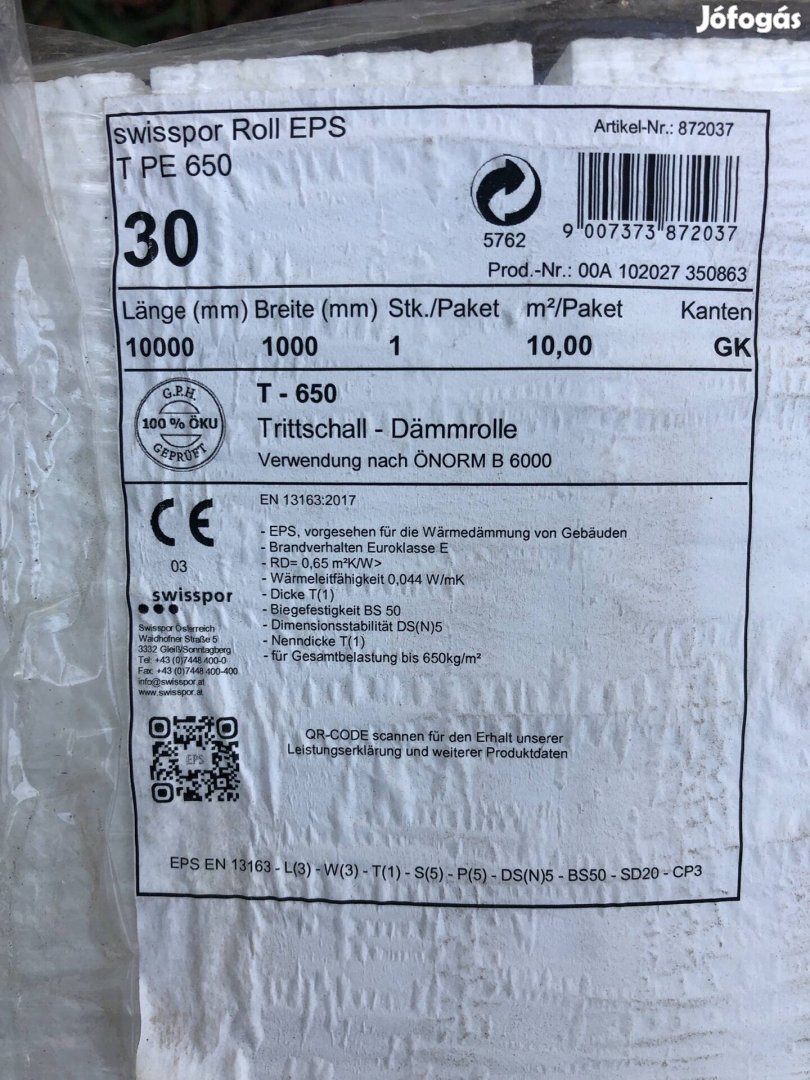 Jófogás
swisspor Roll EPS
T PE 650
30
Artikel-Nr.: 872037
5762
9 007373 872037
Prod.-Nr.: 00A 102027 350863
Länge (mm) Breite (mm) Stk./Paket m²/Paket Kanten
10000 1000 1 10,00 GK
G.P.H.
100 % ÖKU
GEPRÜFT
T - 650
Trittschall - Dämmrolle
Verwendung nach ÖNORM B 6000
CE
03
EN 13163:2017
- EPS, vorgesehen für die Wärmedämmung von Gebäuden
- Brandverhalten Euroklasse E
- RD= 0,65 m²K/W>
- Wärmeleitfähigkeit 0,044 W/mK
- Dicke T(1)
- Biegefestigkeit BS 50
- Dimensionsstabilität DS(N)5
- Nenndicke T(1)
- für Gesamtbelastung bis 650kg/m²
swisspor
Swisspor Österreich
Waidhofner Straße 5
3332 Gleiß/Sonntagberg
Tel: +43 (0)7448 400-0
Fax: +43 (0)7448 400-400
info@swisspor.at
www.swisspor.at
EPS
QR-CODE scannen für den Erhalt unserer
Leistungserklärung und weiterer Produktdaten
EPS EN 13163 - L(3) - W(3) - T(1) - S(5) - P(5) - DS(N)5 - BS50 - SD20 - CP3